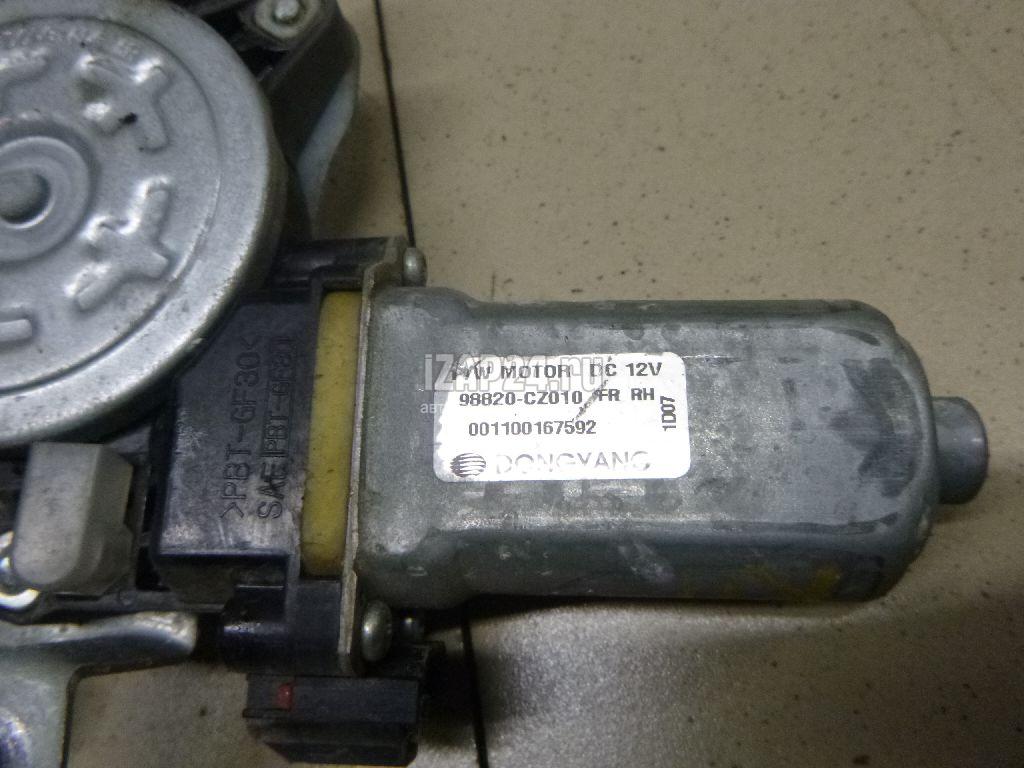 P/W MOTOR DC 12V
98820-CZ010 FR RH
001100167592
1D07
DONGYANG
>PBT-GF30<
SAE PBT-GF30
iZAP24.ru